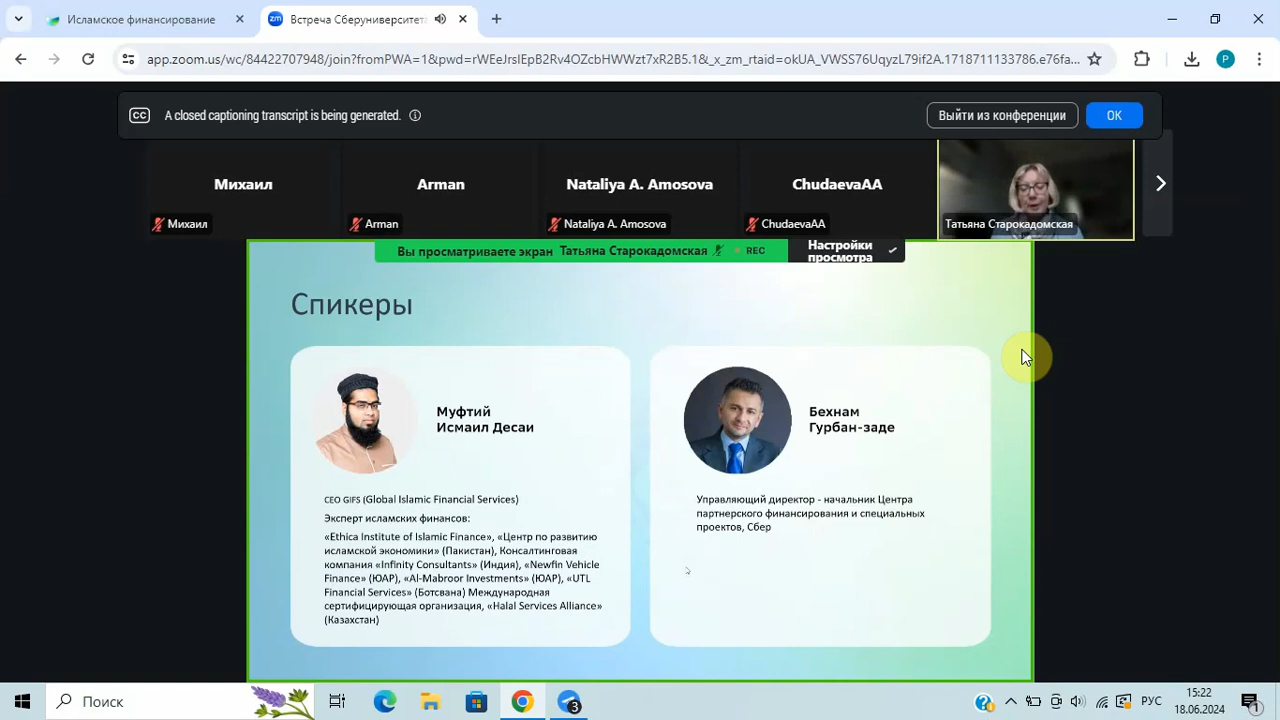 Исламское финансирование
Встреча Сберуниверситета
app.zoom.us/wc/84422707948/join?fromPWA=1&pwd=rWEeJrsIEpB2Rv4OZcbHWWzt7xR2B5.1&_x_zm_rtaid=okUA_VWSS76UqyzL79if2A.1718711133786.e76fa...
P
CC
A closed captioning transcript is being generated.
Выйти из конференции
OK
Михаил
Arman
Nataliya A. Amosova
ChudaevaAA
Михаил
Arman
Nataliya A. Amosova
ChudaevaAA
Татьяна Старокадомская
Вы просматриваете экран Татьяна Старокадомская
REC
Настройки
просмотра
Спикеры
Муфтий
Исмаил Десаи
CEO GIFS (Global Islamic Financial Services)
Эксперт исламских финансов:
«Ethica Institute of Islamic Finance», «Центр по развитию
исламской экономики» (Пакистан), Консалтинговая
компания «Infinity Consultants» (Индия), «Newfin Vehicle
Finance» (ЮАР), «Al-Mabroor Investments» (ЮАР), «UTL
Financial Services» (Ботсвана) Международная
сертифицирующая организация, «Halal Services Alliance»
(Казахстан)
Бехнам
Гурбан-заде
Управляющий директор - начальник Центра
партнерского финансирования и специальных
проектов, Сбер
Поиск
3
РУС
15:22
18.06.2024
1